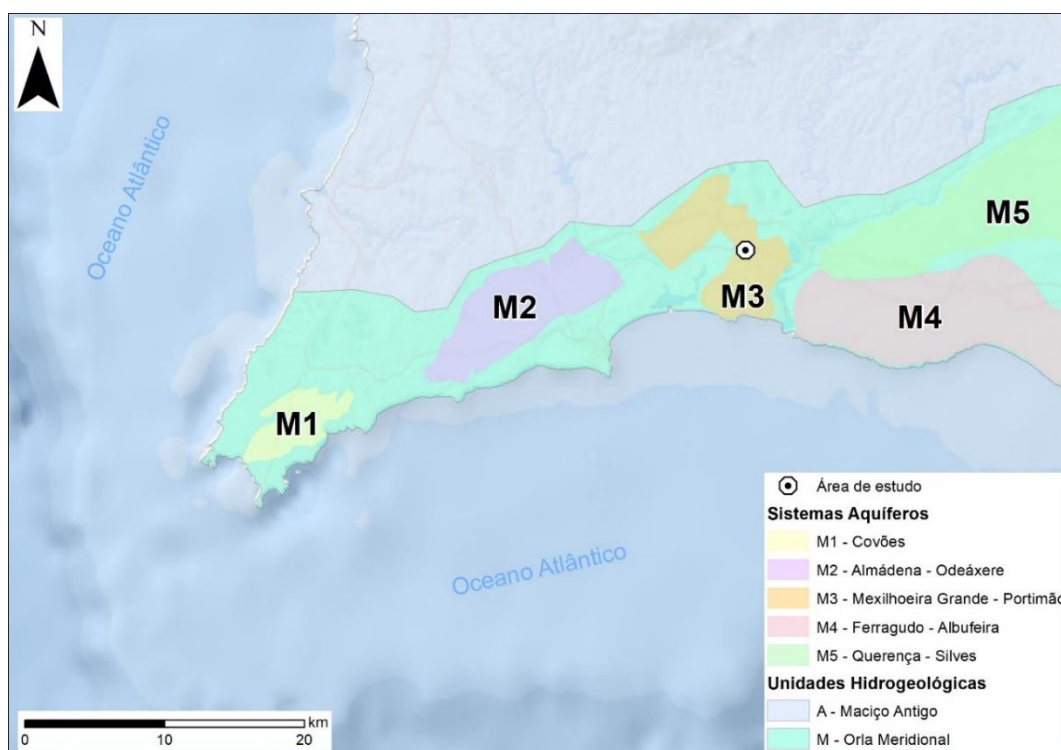 N
Oceano Atlântico
M5
M2
M3
M4
M1
Oceano Atlântico
Área de estudo
Sistemas Aquíferos
M1 - Covões
M2 - Almádena - Odeáxere
M3 - Mexilhoeira Grande - Portimão
M4 - Ferragudo - Albufeira
M5 - Querença - Silves
Unidades Hidrogeológicas
A - Maciço Antigo
M - Orla Meridional
km
0 10 20